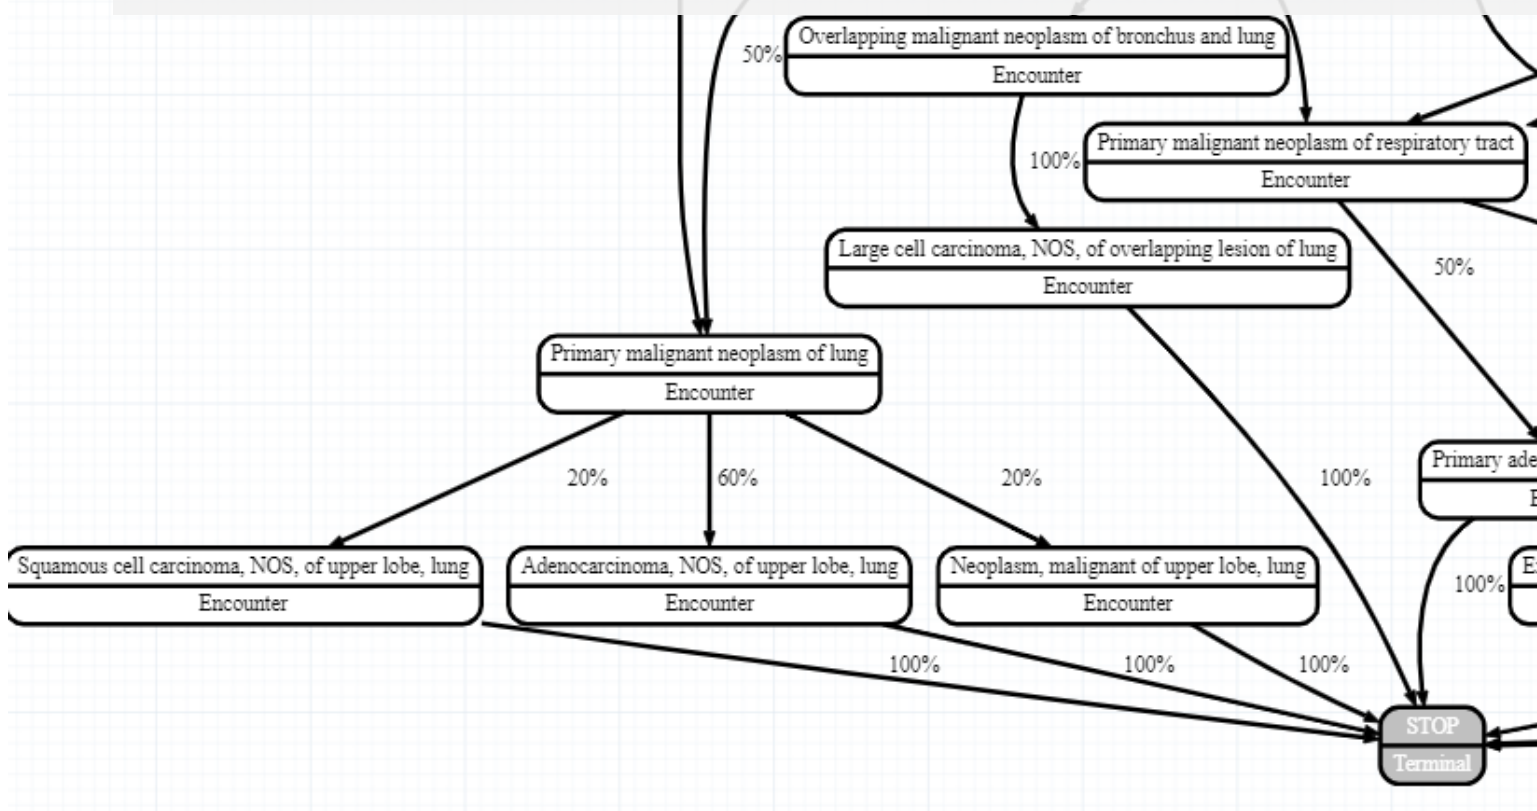 Overlapping malignant neoplasm of bronchus and lung
50%
Encounter
Primary malignant neoplasm of respiratory tract
100%
Encounter
Large cell carcinoma, NOS, of overlapping lesion of lung
50%
Encounter
Primary malignant neoplasm of lung
Encounter
20%
60%
20%
100%
Primary ade
E
Squamous cell carcinoma, NOS, of upper lobe, lung
Adenocarcinoma, NOS, of upper lobe, lung
Neoplasm, malignant of upper lobe, lung
100%
Encounter
Encounter
Encounter
100%
100%
100%
STOP
Terminal